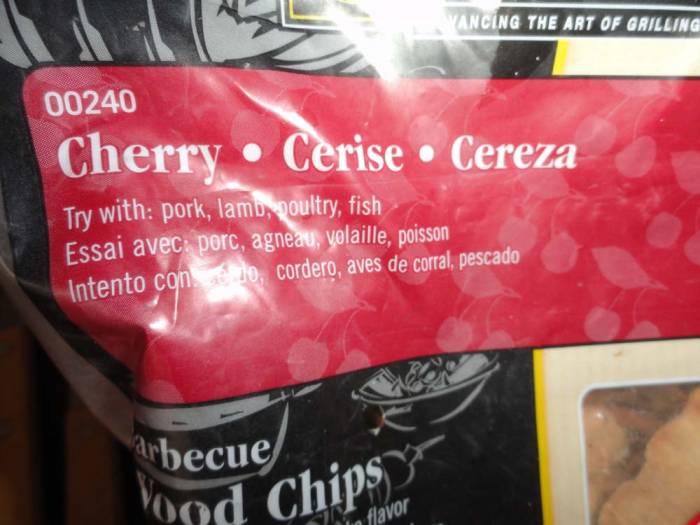 VANCING THE ART OF GRILLING
00240
Cherry • Cerise • Cereza
Try with: pork, lamb, poultry, fish
Essai avec: porc, agneau, volaille, poisson
Intento con: cordero, aves de corral, pescado
arbecue
Wood Chips
flavor